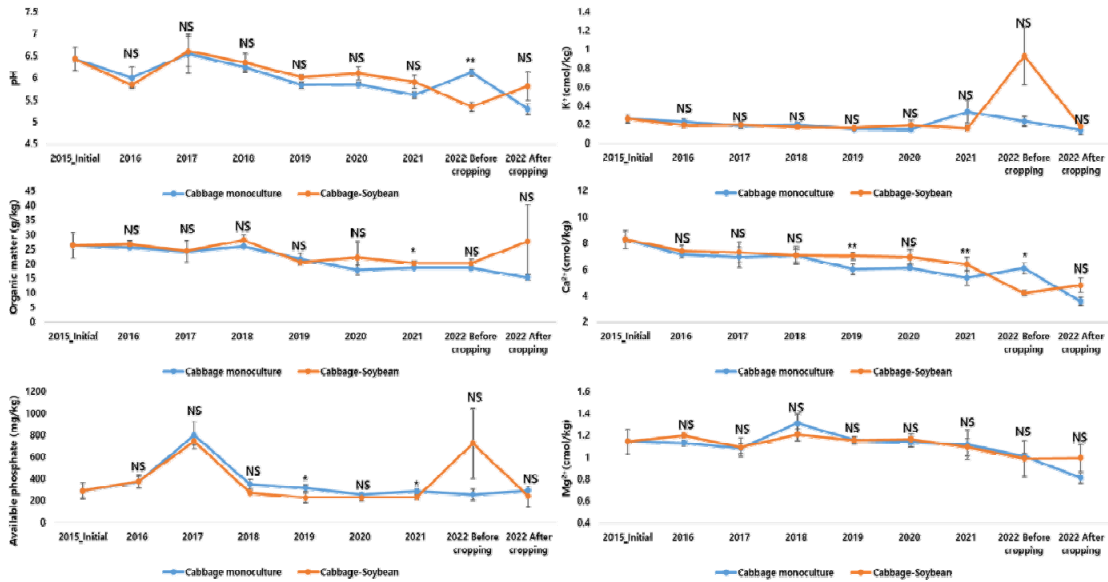 pH
7.5
7
6.5
6
5.5
5
4.5
NS
NS
NS
NS
NS
NS
**
NS
2015_Initial
2016
2017
2018
2019
2020
2021
2022 Before cropping
2022 After cropping
Cabbage monoculture
Cabbage-Soybean
K⁺ (cmol/kg)
1.2
1
0.8
0.6
0.4
0.2
0
NS
NS
NS
NS
NS
NS
NS
NS
2015_Initial
2016
2017
2018
2019
2020
2021
2022 Before cropping
2022 After cropping
Cabbage monoculture
Cabbage-Soybean
Organic matter (g/kg)
45
40
35
30
25
20
15
10
5
0
NS
NS
NS
NS
NS
*
NS
NS
2015_Initial
2016
2017
2018
2019
2020
2021
2022 Before cropping
2022 After cropping
Cabbage monoculture
Cabbage-Soybean
Ca²⁺(cmol/kg)
12
10
8
6
4
2
NS
NS
NS
**
NS
**
*
NS
2015_Initial
2016
2017
2018
2019
2020
2021
2022 Before cropping
2022 After cropping
Cabbage monoculture
Cabbage-Soybean
Available phosphate (mg/kg)
1200
1000
800
600
400
200
0
NS
NS
NS
*
NS
*
NS
NS
2015_Initial
2016
2017
2018
2019
2020
2021
2022 Before cropping
2022 After cropping
Cabbage monoculture
Cabbage-Soybean
Mg²⁺ (cmol/kg)
1.6
1.4
1.2
1
0.8
0.6
0.4
NS
NS
NS
NS
NS
NS
NS
NS
2015_Initial
2016
2017
2018
2019
2020
2021
2022 Before cropping
2022 After cropping
Cabbage monoculture
Cabbage-Soybean